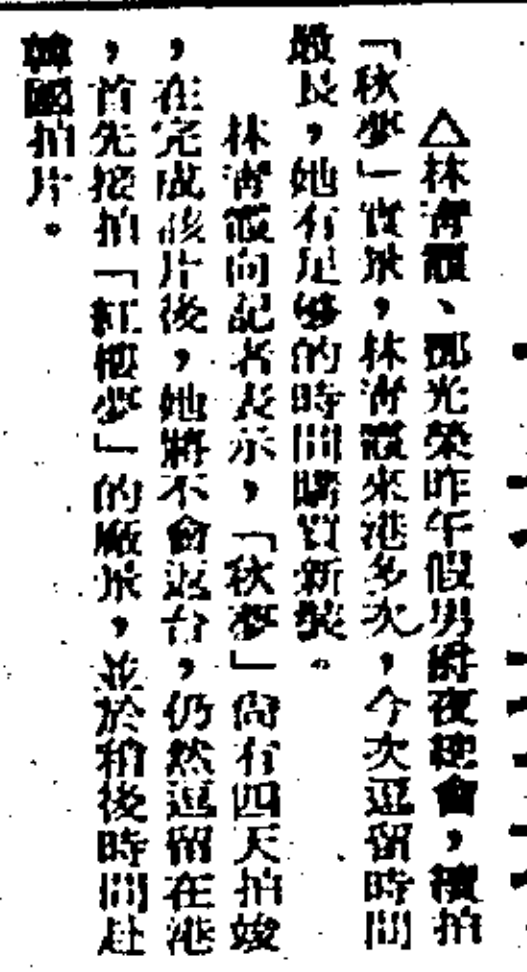 △林青霞、鄧光榮昨午假男爵夜總會，續拍
「秋夢」實景，林青霞來港多次，今次逗留時間
最長，她有足够的時間購買新裝。
林青霞向記者表示，「秋夢」尚有四天拍竣
，在完成該片後，她將不會返台，仍然逗留在港
，首先接拍「紅樓夢」的廠景，並於稍後時間赴
韓國拍片。